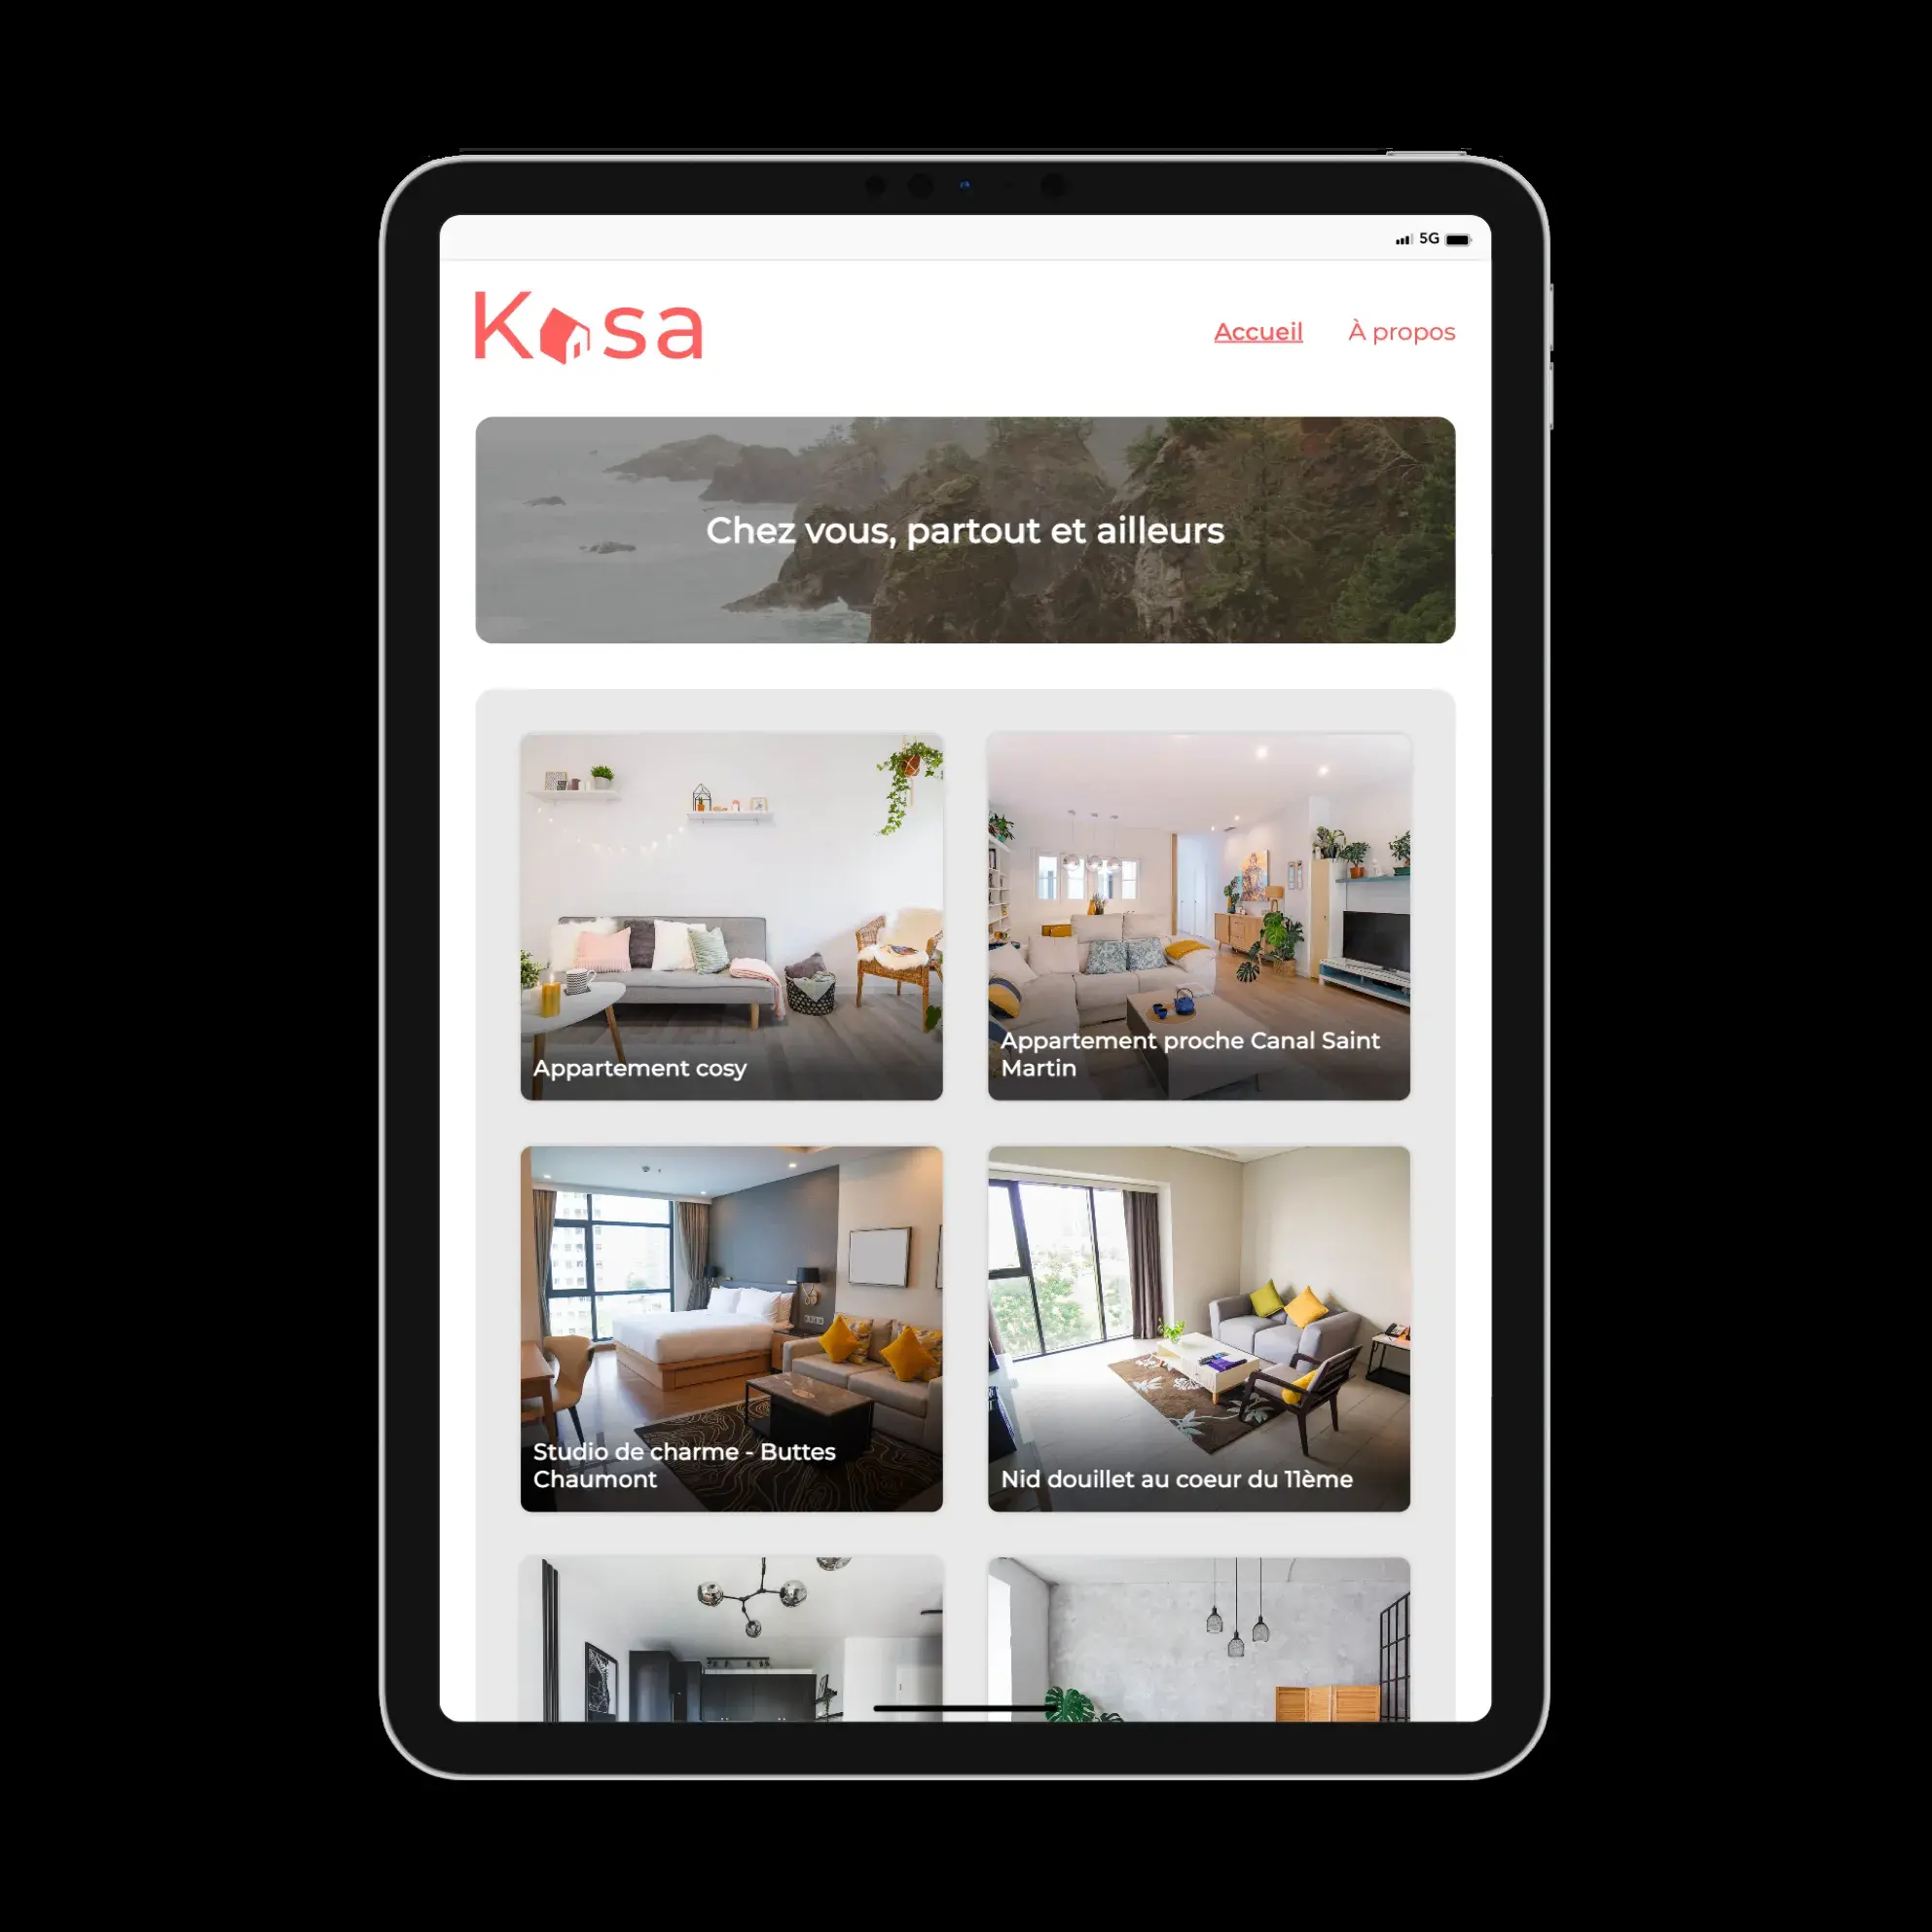 5G
Kasa
Accueil À propos
Chez vous, partout et ailleurs
Appartement cosy
Appartement proche Canal Saint
Martin
Studio de charme - Buttes
Chaumont
Nid douillet au coeur du 11ème